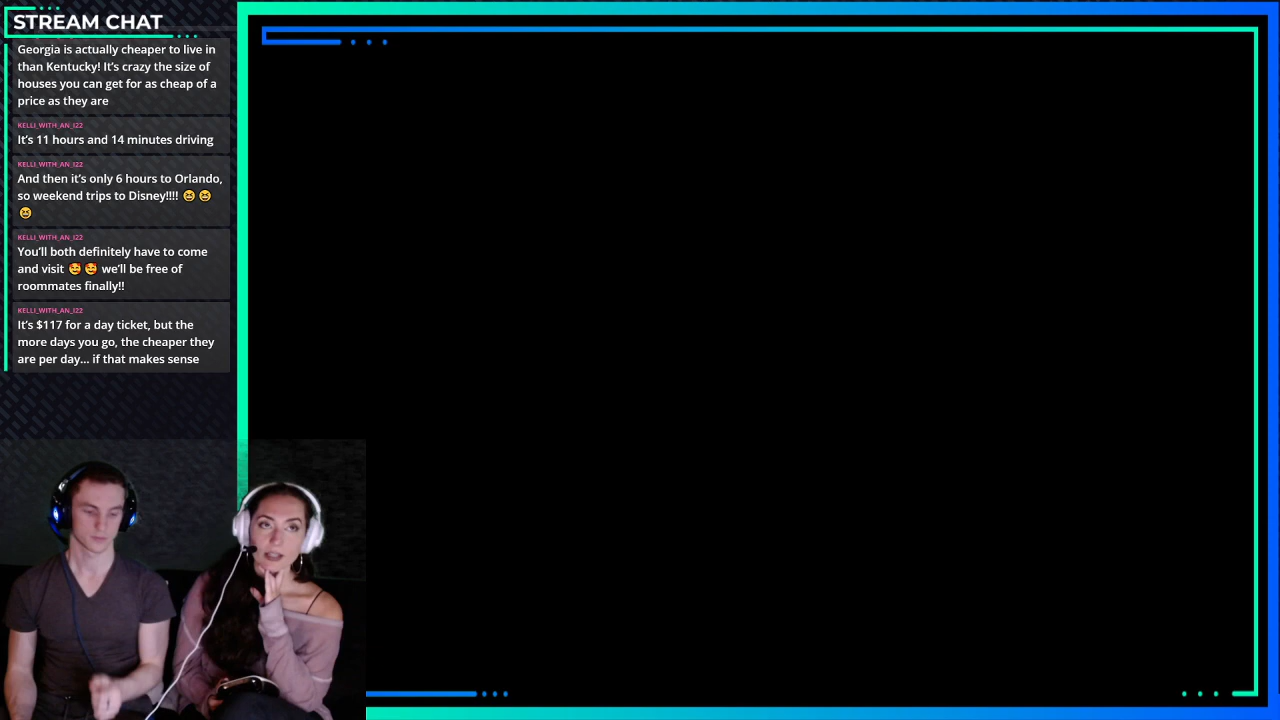 STREAM CHAT
Georgia is actually cheaper to live in
than Kentucky! It’s crazy the size of
houses you can get for as cheap of a
price as they are
KELLI_WITH_AN_I22
It’s 11 hours and 14 minutes driving
KELLI_WITH_AN_I22
And then it’s only 6 hours to Orlando,
so weekend trips to Disney!!!! 😆 😆
😆
KELLI_WITH_AN_I22
You’ll both definitely have to come
and visit 🥰 🥰 we’ll be free of
roommates finally!!
KELLI_WITH_AN_I22
It’s $117 for a day ticket, but the
more days you go, the cheaper they
are per day... if that makes sense